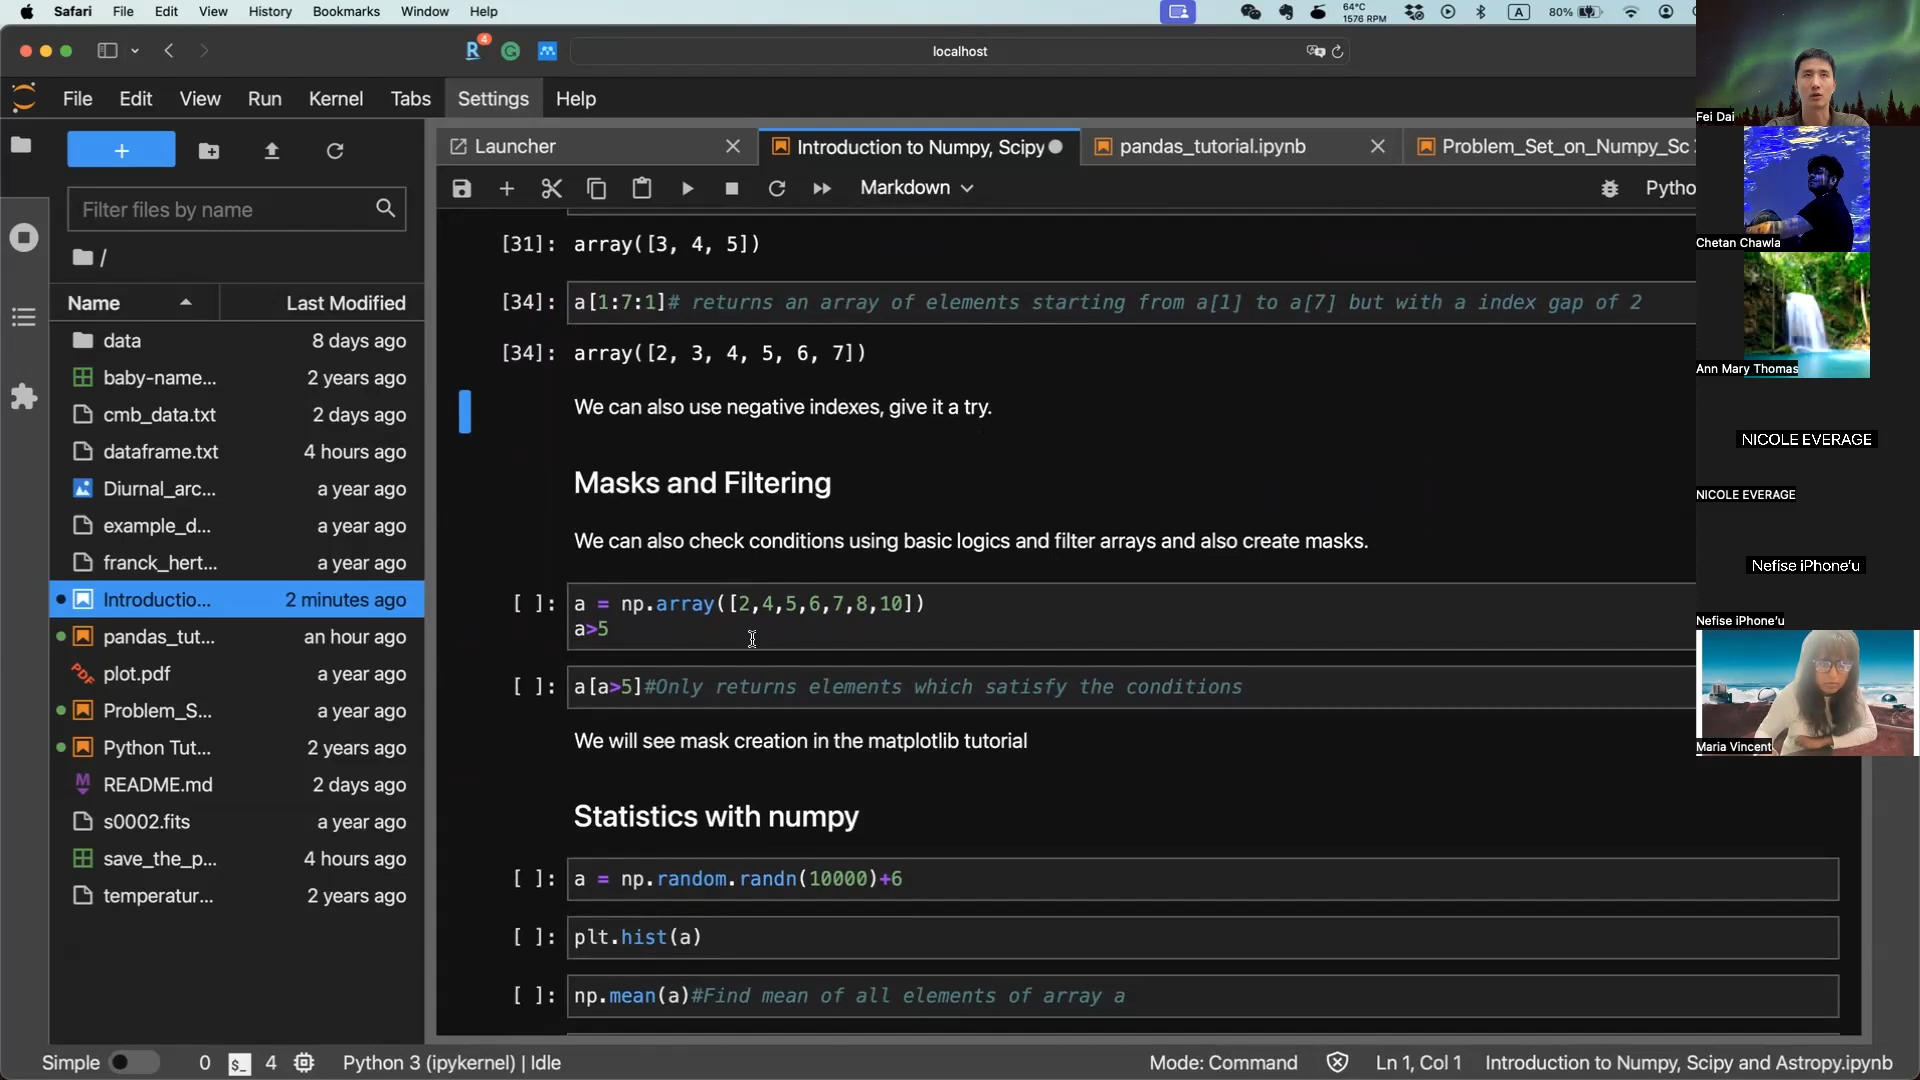 Safari File Edit View History Bookmarks Window Help
64°C
1576 RPM
A
80%
R
4
localhost
File Edit View Run Kernel Tabs Settings Help
Launcher
Introduction to Numpy, Scipy
pandas_tutorial.ipynb
Problem_Set_on_Numpy_Sc
Markdown
Pytho
Filter files by name
/
Name Last Modified
data 8 days ago
baby-name... 2 years ago
cmb_data.txt 2 days ago
dataframe.txt 4 hours ago
Diurnal_arc... a year ago
example_d... a year ago
franck_hert... a year ago
Introductio... 2 minutes ago
pandas_tut... an hour ago
plot.pdf a year ago
Problem_S... a year ago
Python Tut... 2 years ago
README.md 2 days ago
s0002.fits a year ago
save_the_p... 4 hours ago
temperatur... 2 years ago
[31]: array([3, 4, 5])
[34]: a[1:7:1]# returns an array of elements starting from a[1] to a[7] but with a index gap of 2
[34]: array([2, 3, 4, 5, 6, 7])
We can also use negative indexes, give it a try.
Masks and Filtering
We can also check conditions using basic logics and filter arrays and also create masks.
[ ]: a = np.array([2,4,5,6,7,8,10])
a>5
[ ]: a[a>5]#Only returns elements which satisfy the conditions
We will see mask creation in the matplotlib tutorial
Statistics with numpy
[ ]: a = np.random.randn(10000)+6
[ ]: plt.hist(a)
[ ]: np.mean(a)#Find mean of all elements of array a
Fei Dai
Chetan Chawla
Ann Mary Thomas
NICOLE EVERAGE
NICOLE EVERAGE
Nefise iPhone'u
Nefise iPhone'u
Maria Vincent
Simple 0 $_ 4 Python 3 (ipykernel) | Idle
Mode: Command Ln 1, Col 1 Introduction to Numpy, Scipy and Astropy.ipynb